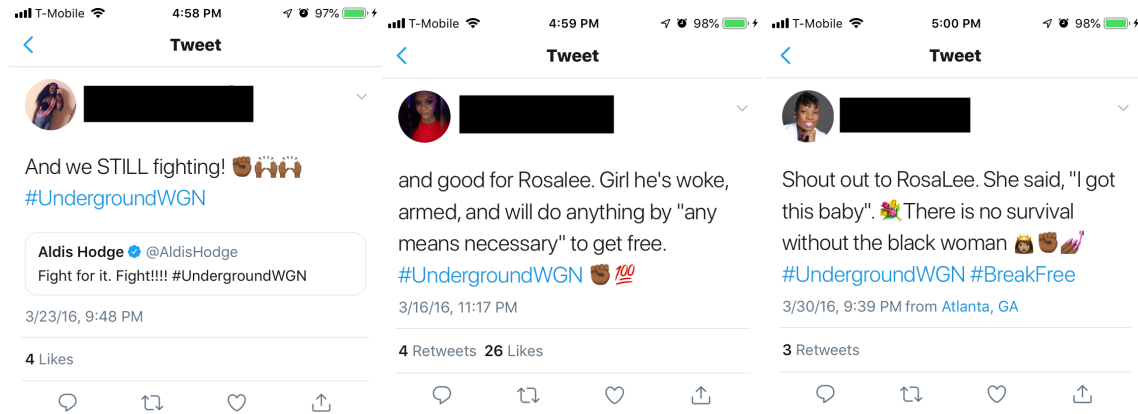 T-Mobile 4:58 PM 97%
Tweet
And we STILL fighting! ✊🏾🙌🏾🙌🏾
#UndergroundWGN
Aldis Hodge @AldisHodge
Fight for it. Fight!!!! #UndergroundWGN
3/23/16, 9:48 PM
4 Likes
T-Mobile 4:59 PM 98%
Tweet
and good for Rosalee. Girl he's woke,
armed, and will do anything by "any
means necessary" to get free.
#UndergroundWGN ✊🏾💯
3/16/16, 11:17 PM
4 Retweets 26 Likes
T-Mobile 5:00 PM 98%
Tweet
Shout out to RosaLee. She said, "I got
this baby". 💐There is no survival
without the black woman 👸🏾✊🏾💅🏾
#UndergroundWGN #BreakFree
3/30/16, 9:39 PM from Atlanta, GA
3 Retweets